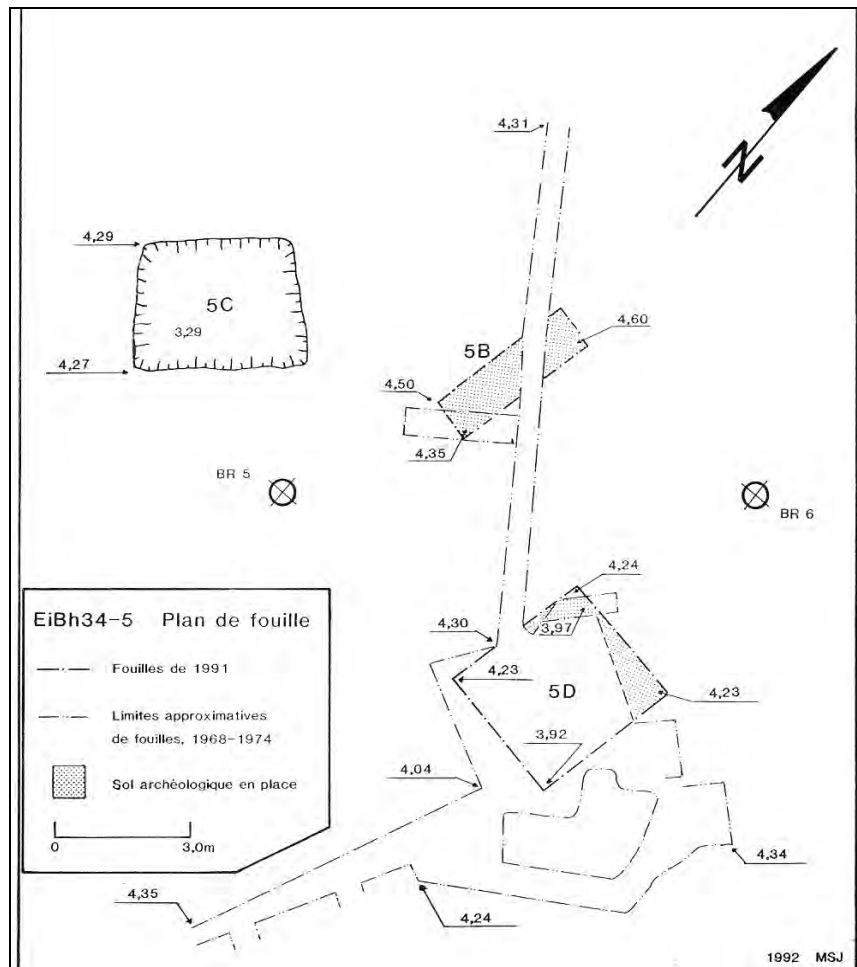 4,31
N
4,29
5C
3,29
4,27
4,60
5B
4,50
4,35
BR 5
BR 6
4,24
3,97
4,30
4,23
5D
4,23
3,92
4,04
EiBh34-5 Plan de fouille
Fouilles de 1991
Limites approximatives
de fouilles, 1968-1974
Sol archéologique en place
0 3,0m
4,34
4,35
4,24
1992 MSJ